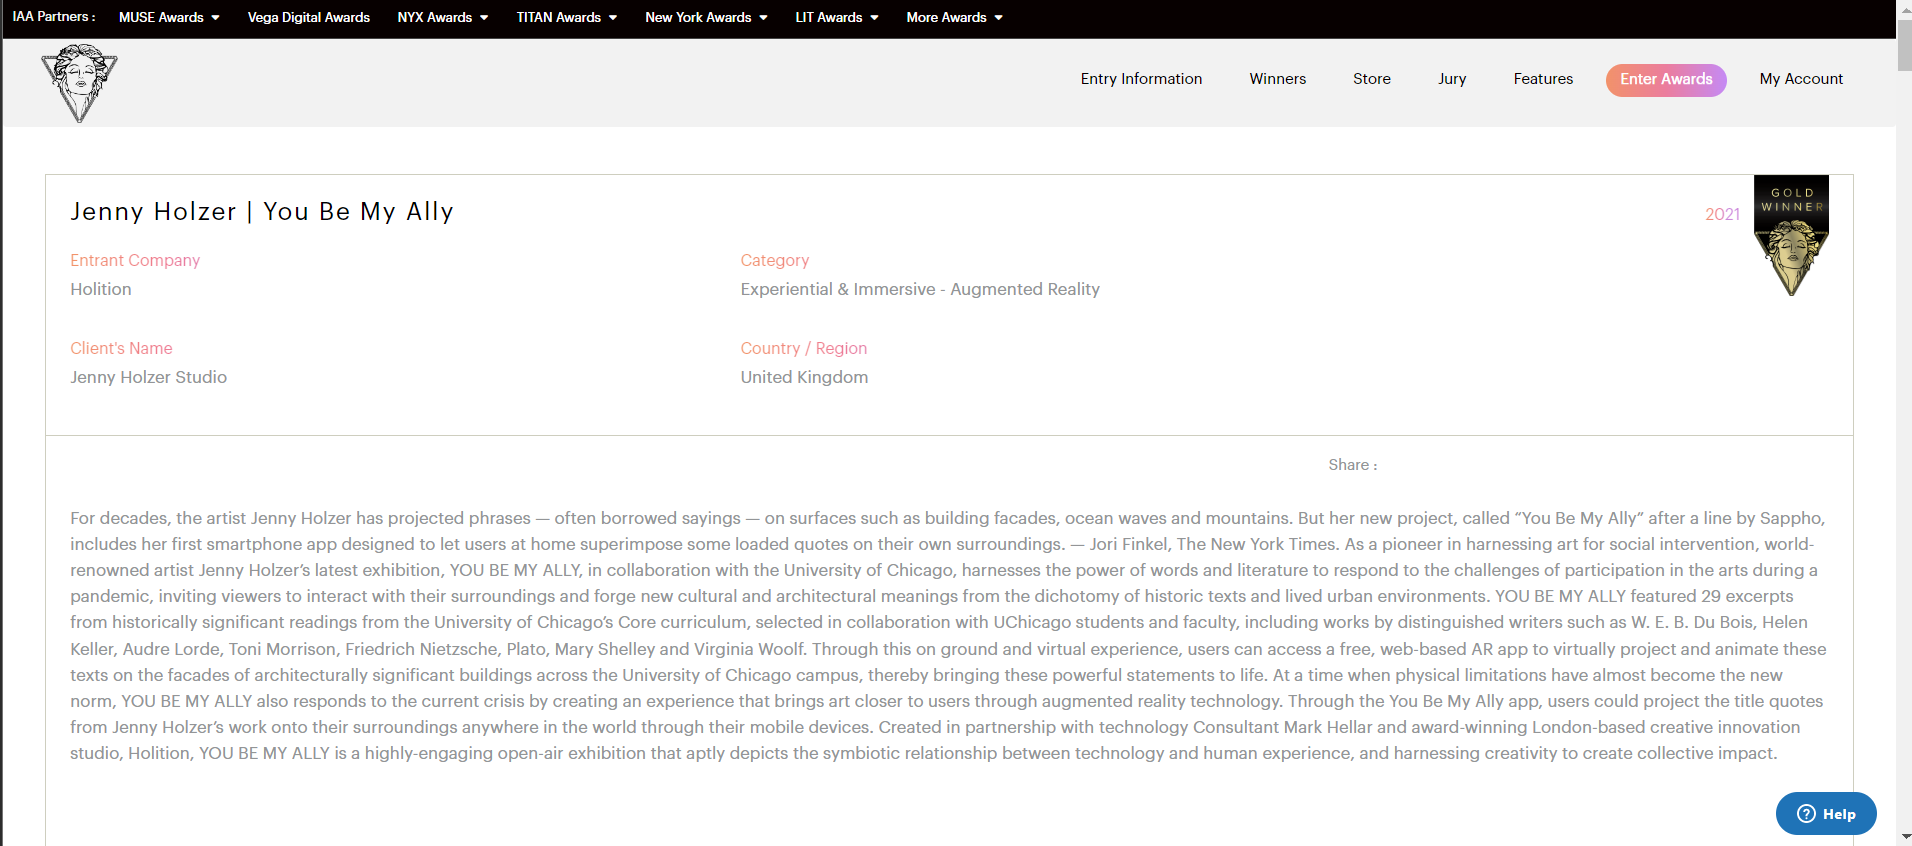 IAA Partners : MUSE Awards Vega Digital Awards NYX Awards TITAN Awards New York Awards LIT Awards More Awards
Entry Information Winners Store Jury Features Enter Awards My Account
Jenny Holzer | You Be My Ally
2021
GOLD
WINNER
Entrant Company
Holition
Category
Experiential & Immersive - Augmented Reality
Client's Name
Jenny Holzer Studio
Country / Region
United Kingdom
Share :
For decades, the artist Jenny Holzer has projected phrases — often borrowed sayings — on surfaces such as building facades, ocean waves and mountains. But her new project, called “You Be My Ally” after a line by Sappho,
includes her first smartphone app designed to let users at home superimpose some loaded quotes on their own surroundings. — Jori Finkel, The New York Times. As a pioneer in harnessing art for social intervention, world-
renowned artist Jenny Holzer’s latest exhibition, YOU BE MY ALLY, in collaboration with the University of Chicago, harnesses the power of words and literature to respond to the challenges of participation in the arts during a
pandemic, inviting viewers to interact with their surroundings and forge new cultural and architectural meanings from the dichotomy of historic texts and lived urban environments. YOU BE MY ALLY featured 29 excerpts
from historically significant readings from the University of Chicago’s Core curriculum, selected in collaboration with UChicago students and faculty, including works by distinguished writers such as W. E. B. Du Bois, Helen
Keller, Audre Lorde, Toni Morrison, Friedrich Nietzsche, Plato, Mary Shelley and Virginia Woolf. Through this on ground and virtual experience, users can access a free, web-based AR app to virtually project and animate these
texts on the facades of architecturally significant buildings across the University of Chicago campus, thereby bringing these powerful statements to life. At a time when physical limitations have almost become the new
norm, YOU BE MY ALLY also responds to the current crisis by creating an experience that brings art closer to users through augmented reality technology. Through the You Be My Ally app, users could project the title quotes
from Jenny Holzer’s work onto their surroundings anywhere in the world through their mobile devices. Created in partnership with technology Consultant Mark Hellar and award-winning London-based creative innovation
studio, Holition, YOU BE MY ALLY is a highly-engaging open-air exhibition that aptly depicts the symbiotic relationship between technology and human experience, and harnessing creativity to create collective impact.
Help